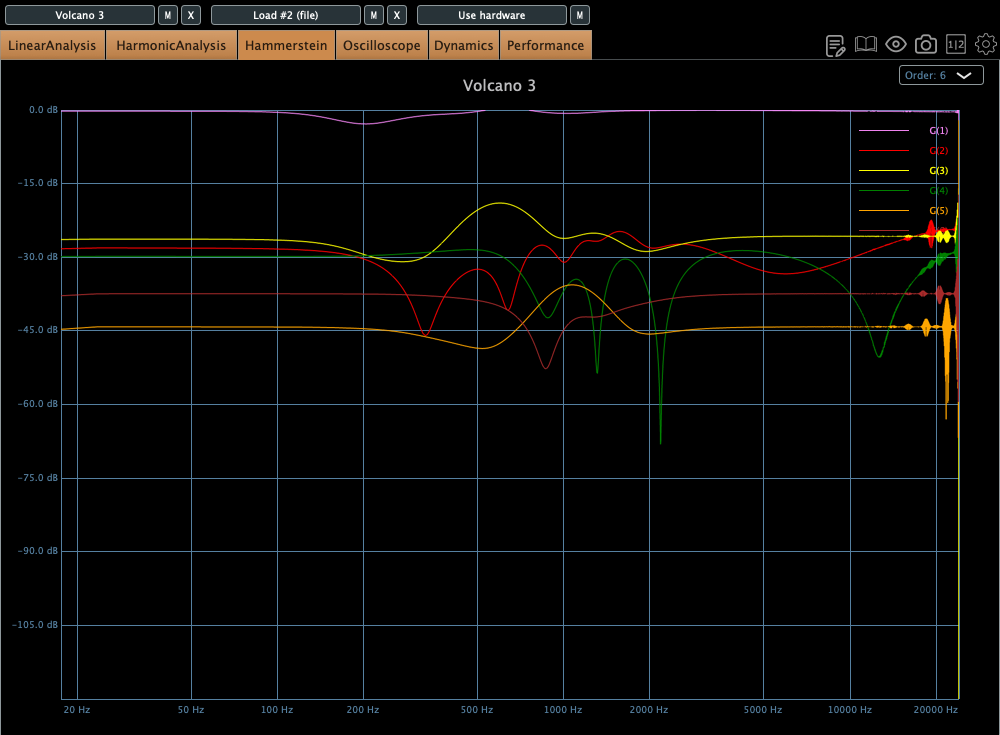 Volcano 3 M X Load #2 (file) M X Use hardware M
LinearAnalysis HarmonicAnalysis Hammerstein Oscilloscope Dynamics Performance 1|2
Order: 6
Volcano 3
0.0 dB
G(1)
G(2)
G(3)
-15.0 dB
G(4)
G(5)
-30.0 dB
-45.0 dB
-60.0 dB
-75.0 dB
-90.0 dB
-105.0 dB
20 Hz 50 Hz 100 Hz 200 Hz 500 Hz 1000 Hz 2000 Hz 5000 Hz 10000 Hz 20000 Hz